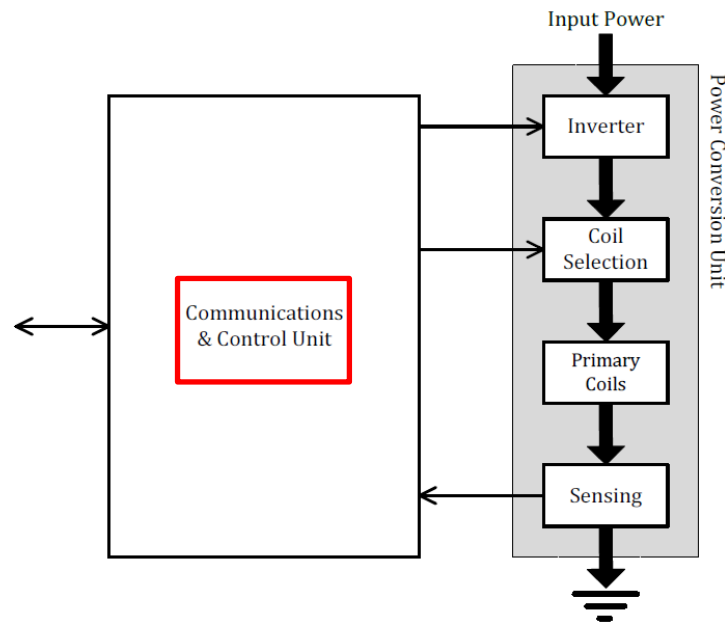 Input Power
Inverter
Coil
Selection
Primary
Coils
Sensing
Power Conversion Unit
Communications
& Control Unit